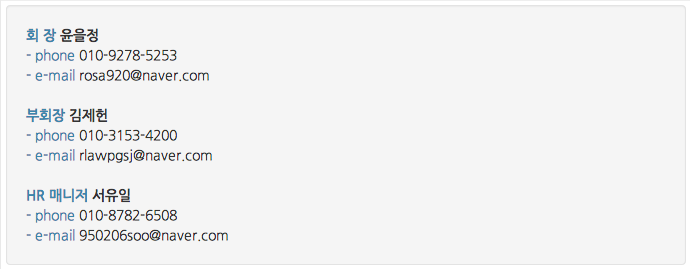 회 장 윤을정
- phone 010-9278-5253
- e-mail rosa920@naver.com
부회장 김제헌
- phone 010-3153-4200
- e-mail rlawpgsj@naver.com
HR 매니저 서유일
- phone 010-8782-6508
- e-mail 950206soo@naver.com